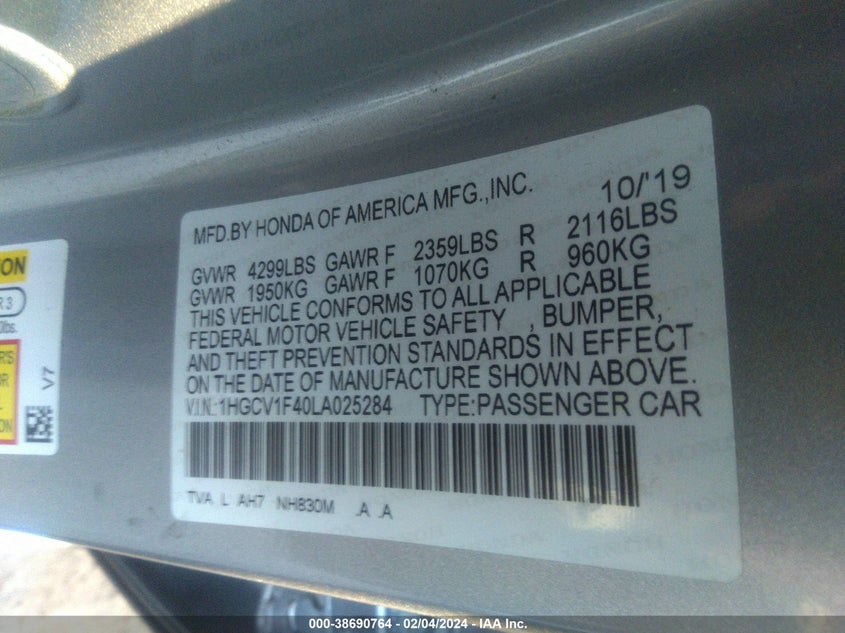 MFD.BY HONDA OF AMERICA MFG.,INC. 10/'19
GVWR 4299LBS GAWR F 2359LBS R 2116LBS
GVWR 1950KG GAWR F 1070KG R 960KG
THIS VEHICLE CONFORMS TO ALL APPLICABLE
FEDERAL MOTOR VEHICLE SAFETY , BUMPER,
AND THEFT PREVENTION STANDARDS IN EFFECT
ON THE DATE OF MANUFACTURE SHOWN ABOVE.
V.I.N.:1HGCV1F40LA025284 TYPE:PASSENGER CAR
TVA L AH7 NH830M .A .A
V7
000-38690764 - 02/04/2024 - IAA Inc.